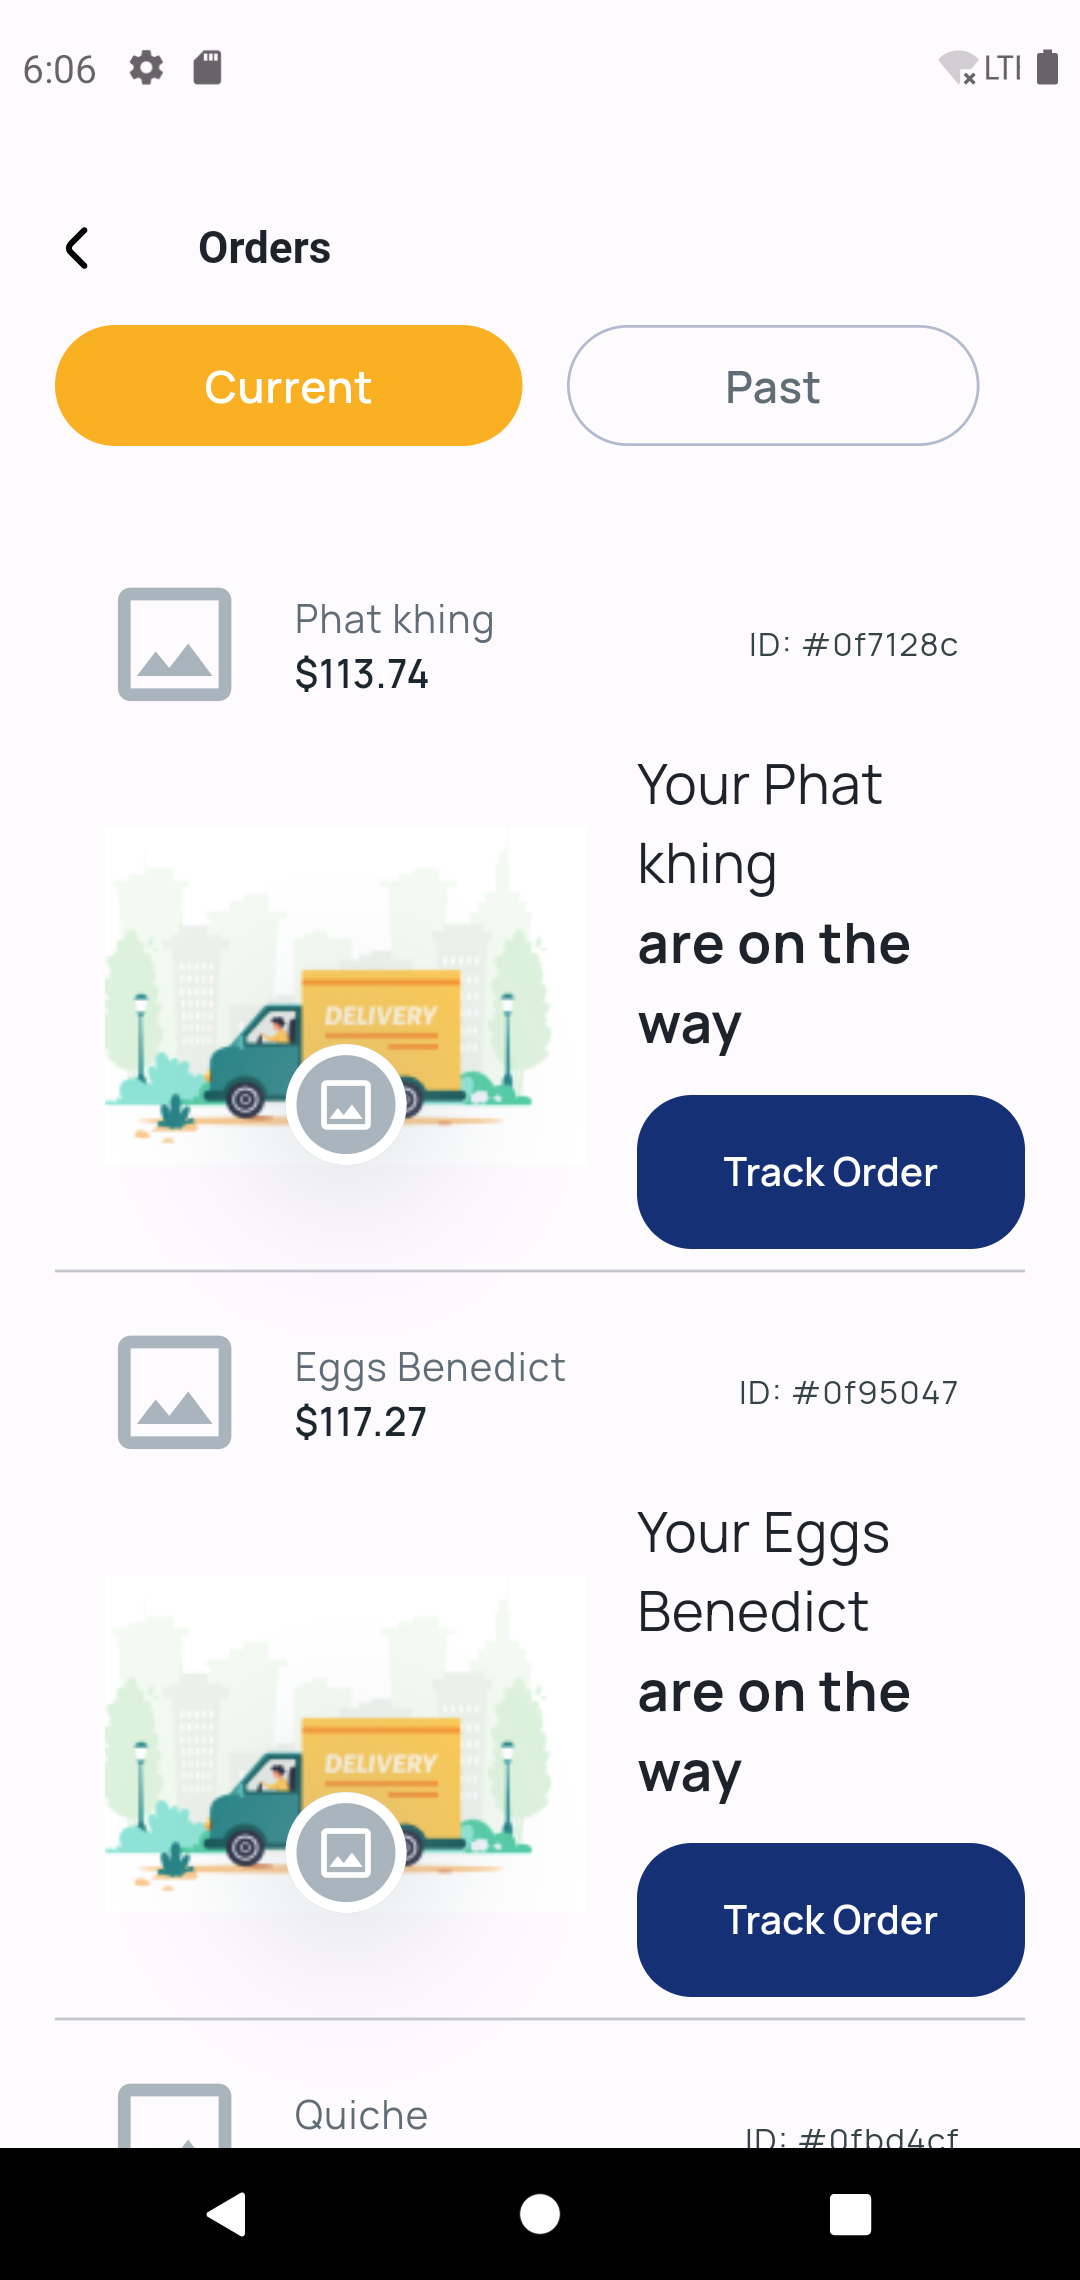 6:06
LTE
Orders
Current
Past
Phat khing
$113.74
ID: #0f7128c
Your Phat
khing
are on the
way
DELIVERY
Track Order
Eggs Benedict
$117.27
ID: #0f95047
Your Eggs
Benedict
are on the
way
DELIVERY
Track Order
Quiche
ID: #0fbd4cf